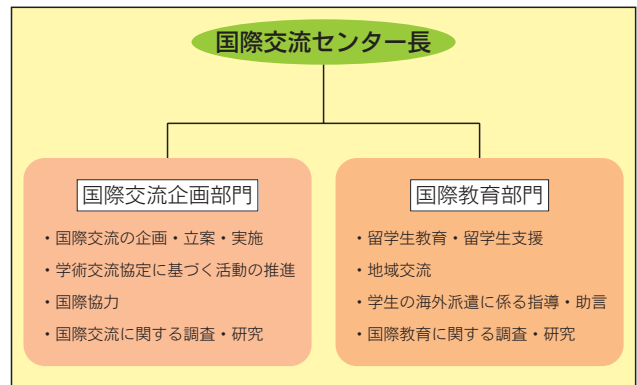 国際交流センター長
国際交流企画部門
・国際交流の企画・立案・実施
・学術交流協定に基づく活動の推進
・国際協力
・国際交流に関する調査・研究
国際教育部門
・留学生教育・留学生支援
・地域交流
・学生の海外派遣に係る指導・助言
・国際教育に関する調査・研究